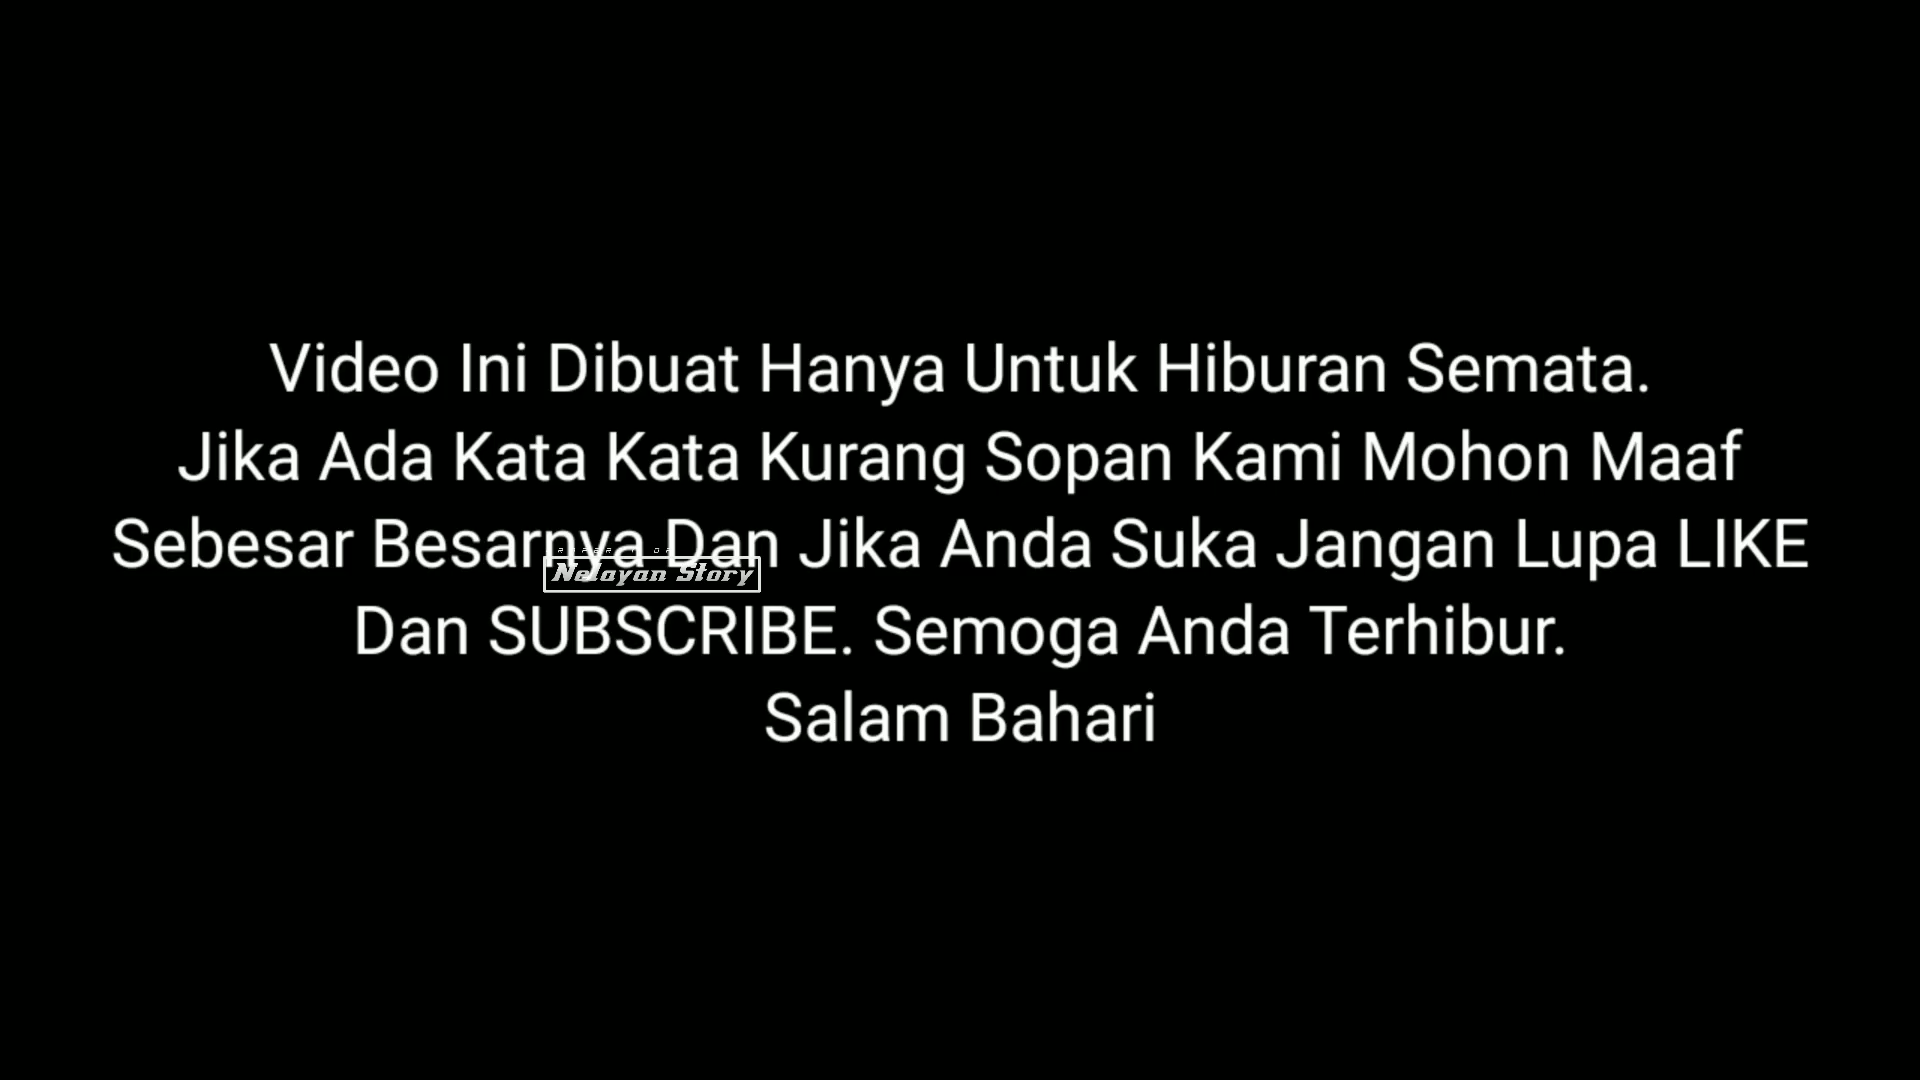 Video Ini Dibuat Hanya Untuk Hiburan Semata.
Jika Ada Kata Kata Kurang Sopan Kami Mohon Maaf
Sebesar Besarnya Dan Jika Anda Suka Jangan Lupa LIKE
Nelayan Story
Dan SUBSCRIBE. Semoga Anda Terhibur.
Salam Bahari